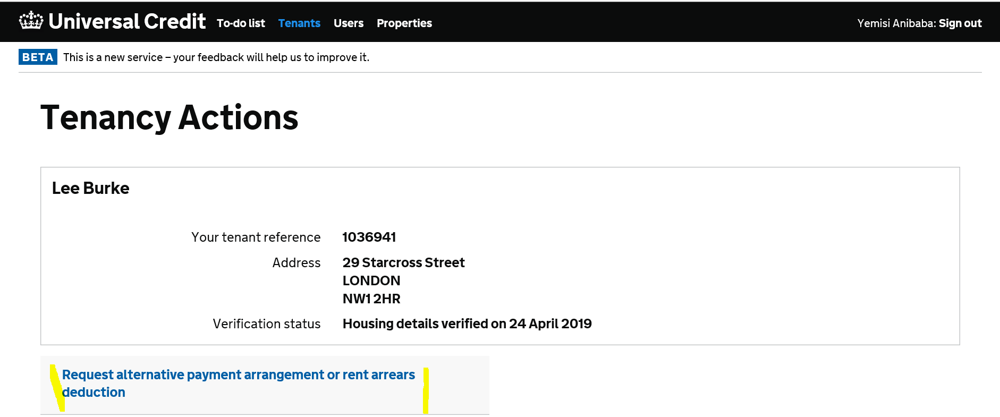 Universal Credit To-do list Tenants Users Properties Yemisi Anibaba: Sign out
BETA This is a new service – your feedback will help us to improve it.
Tenancy Actions
Lee Burke
Your tenant reference 1036941
Address 29 Starcross Street
LONDON
NW1 2HR
Verification status Housing details verified on 24 April 2019
Request alternative payment arrangement or rent arrears
deduction